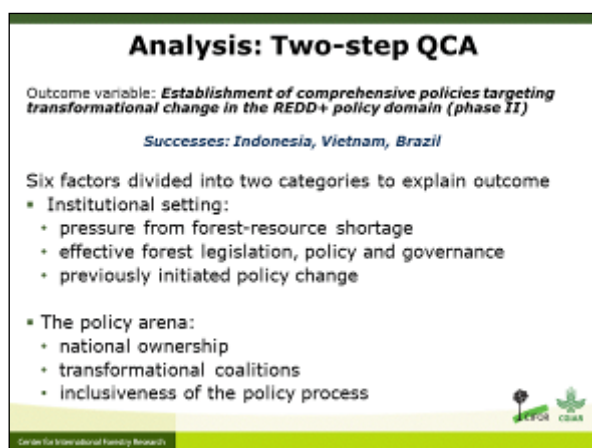 Analysis: Two-step QCA
Outcome variable: Establishment of comprehensive policies targeting
transformational change in the REDD+ policy domain (phase II)
Successes: Indonesia, Vietnam, Brazil
Six factors divided into two categories to explain outcome
▪ Institutional setting:
• pressure from forest-resource shortage
• effective forest legislation, policy and governance
• previously initiated policy change
▪ The policy arena:
• national ownership
• transformational coalitions
• inclusiveness of the policy process
CIFOR CGIAR
Center for International Forestry Research